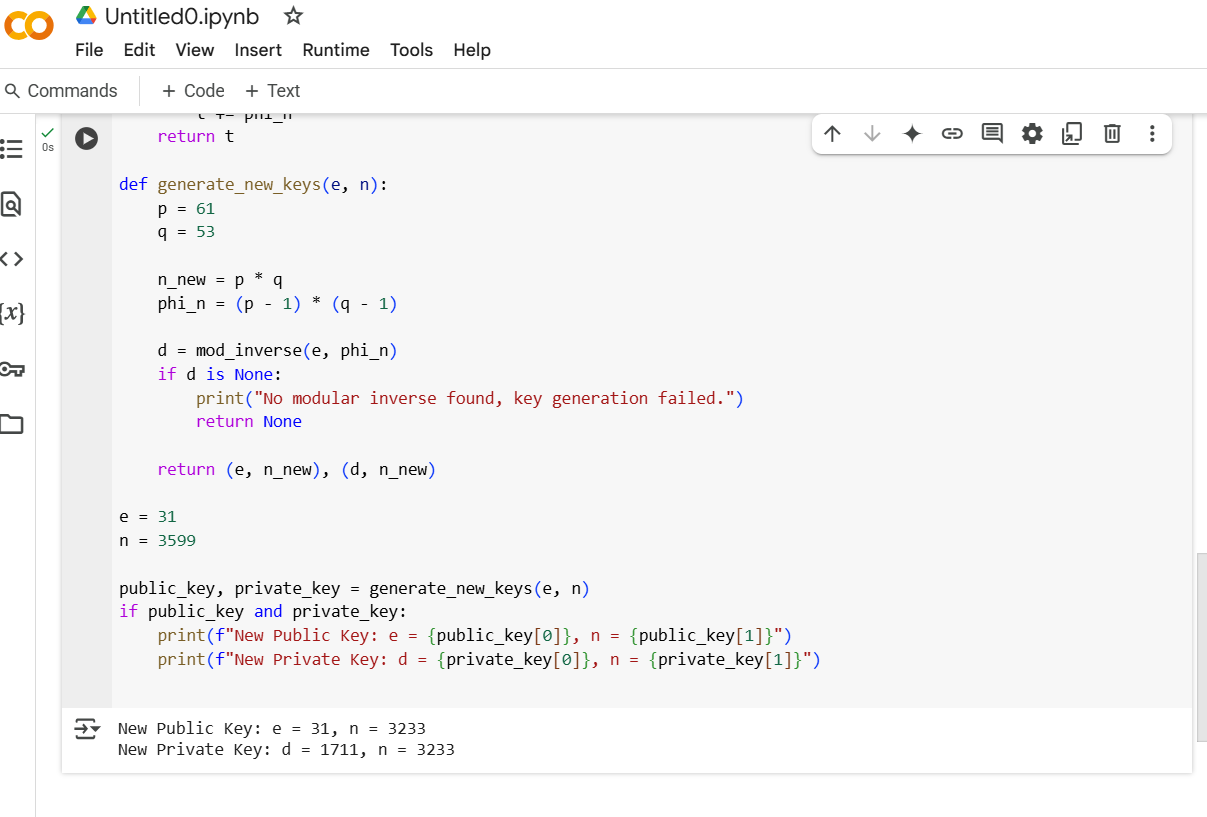 Untitled0.ipynb
File Edit View Insert Runtime Tools Help
Commands + Code + Text
t += phi_n
0s
return t
def generate_new_keys(e, n):
p = 61
q = 53
n_new = p * q
phi_n = (p - 1) * (q - 1)
d = mod_inverse(e, phi_n)
if d is None:
print("No modular inverse found, key generation failed.")
return None
return (e, n_new), (d, n_new)
e = 31
n = 3599
public_key, private_key = generate_new_keys(e, n)
if public_key and private_key:
print(f"New Public Key: e = {public_key[0]}, n = {public_key[1]}")
print(f"New Private Key: d = {private_key[0]}, n = {private_key[1]}")
New Public Key: e = 31, n = 3233
New Private Key: d = 1711, n = 3233